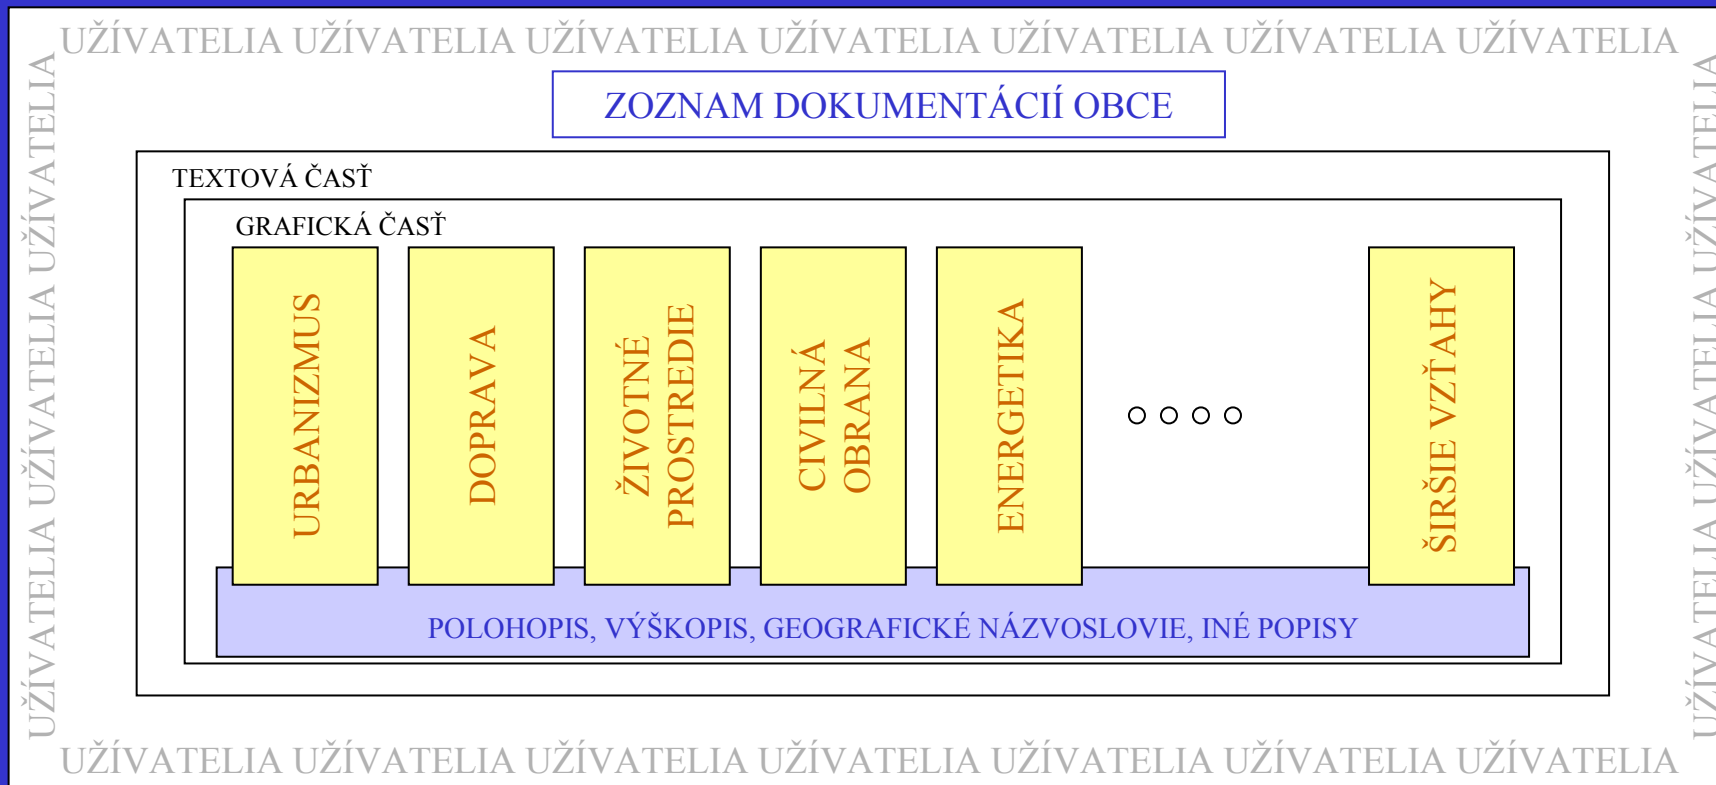 UŽÍVATELIA UŽÍVATELIA UŽÍVATELIA UŽÍVATELIA UŽÍVATELIA UŽÍVATELIA UŽÍVATELIA
UŽÍVATELIA UŽÍVATELIA UŽÍVATELIA
ZOZNAM DOKUMENTÁCIÍ OBCE
TEXTOVÁ ČASŤ
GRAFICKÁ ČASŤ
URBANIZMUS
DOPRAVA
ŽIVOTNÉ
PROSTREDIE
CIVILNÁ
OBRANA
ENERGETIKA
ŠIRŠIE VZŤAHY
POLOHOPIS, VÝŠKOPIS, GEOGRAFICKÉ NÁZVOSLOVIE, INÉ POPISY
UŽÍVATELIA UŽÍVATELIA UŽÍVATELIA
UŽÍVATELIA UŽÍVATELIA UŽÍVATELIA UŽÍVATELIA UŽÍVATELIA UŽÍVATELIA UŽÍVATELIA